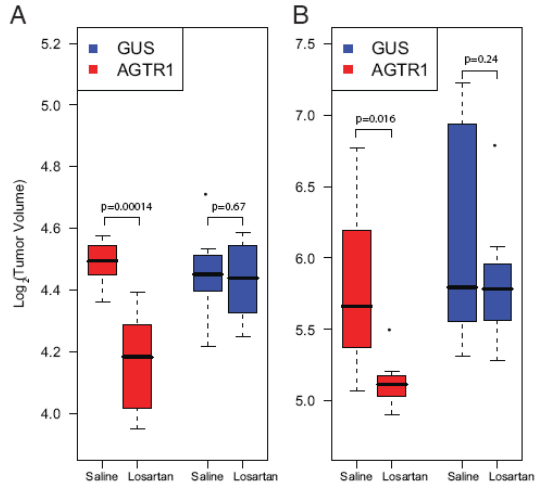 A
B
GUS
AGTR1
GUS
AGTR1
Log2(Tumor Volume)
5.2
5.0
4.8
4.6
4.4
4.2
4.0
p=0.00014
p=0.67
Saline
Losartan
Saline
Losartan
7.5
7.0
6.5
6.0
5.5
5.0
p=0.016
p=0.24
Saline
Losartan
Saline
Losartan